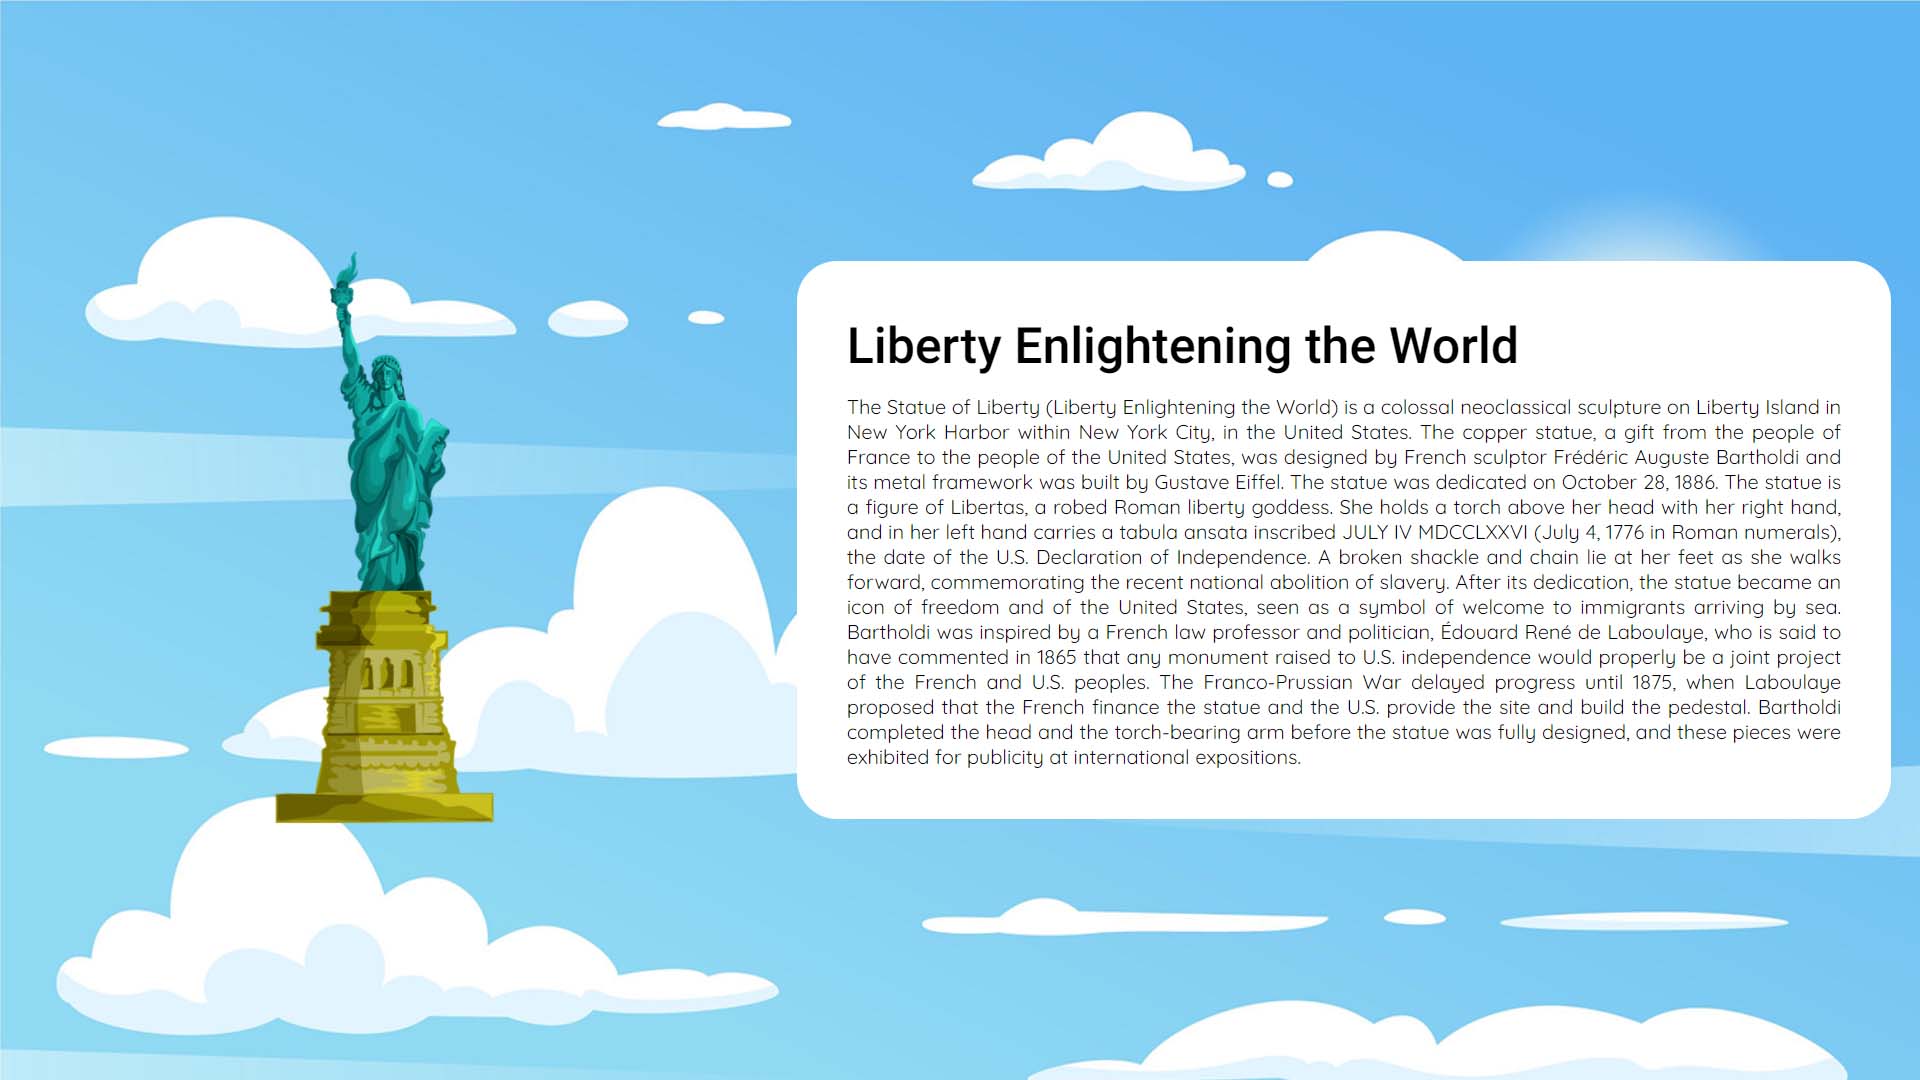 Liberty Enlightening the World
The Statue of Liberty (Liberty Enlightening the World) is a colossal neoclassical sculpture on Liberty Island in
New York Harbor within New York City, in the United States. The copper statue, a gift from the people of
France to the people of the United States, was designed by French sculptor Frédéric Auguste Bartholdi and
its metal framework was built by Gustave Eiffel. The statue was dedicated on October 28, 1886. The statue is
a figure of Libertas, a robed Roman liberty goddess. She holds a torch above her head with her right hand,
and in her left hand carries a tabula ansata inscribed JULY IV MDCCLXXVI (July 4, 1776 in Roman numerals),
the date of the U.S. Declaration of Independence. A broken shackle and chain lie at her feet as she walks
forward, commemorating the recent national abolition of slavery. After its dedication, the statue became an
icon of freedom and of the United States, seen as a symbol of welcome to immigrants arriving by sea.
Bartholdi was inspired by a French law professor and politician, Édouard René de Laboulaye, who is said to
have commented in 1865 that any monument raised to U.S. independence would properly be a joint project
of the French and U.S. peoples. The Franco-Prussian War delayed progress until 1875, when Laboulaye
proposed that the French finance the statue and the U.S. provide the site and build the pedestal. Bartholdi
completed the head and the torch-bearing arm before the statue was fully designed, and these pieces were
exhibited for publicity at international expositions.